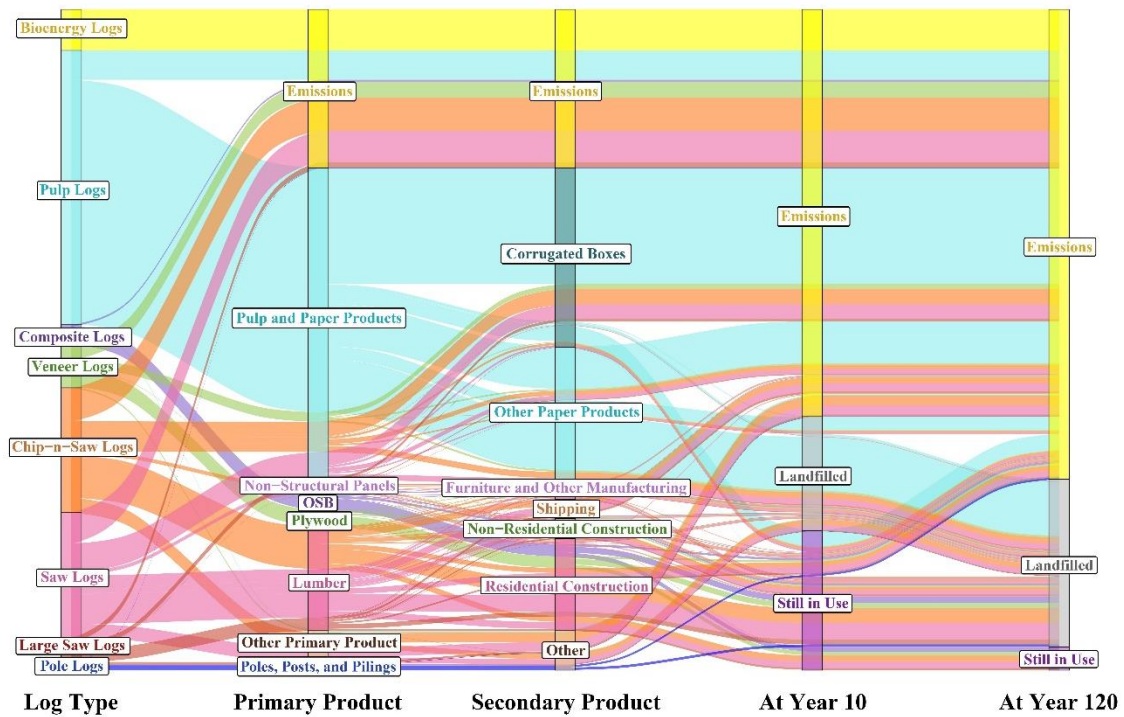 Bioenergy Logs
Pulp Logs
Composite Logs
Veneer Logs
Chip-n-Saw Logs
Saw Logs
Large Saw Logs
Pole Logs
Emissions
Pulp and Paper Products
Non-Structural Panels
OSB
Plywood
Lumber
Other Primary Product
Poles, Posts, and Pilings
Emissions
Corrugated Boxes
Other Paper Products
Furniture and Other Manufacturing
Shipping
Non-Residential Construction
Residential Construction
Other
Emissions
Landfilled
Still in Use
Emissions
Landfilled
Still in Use
Log Type
Primary Product
Secondary Product
At Year 10
At Year 120